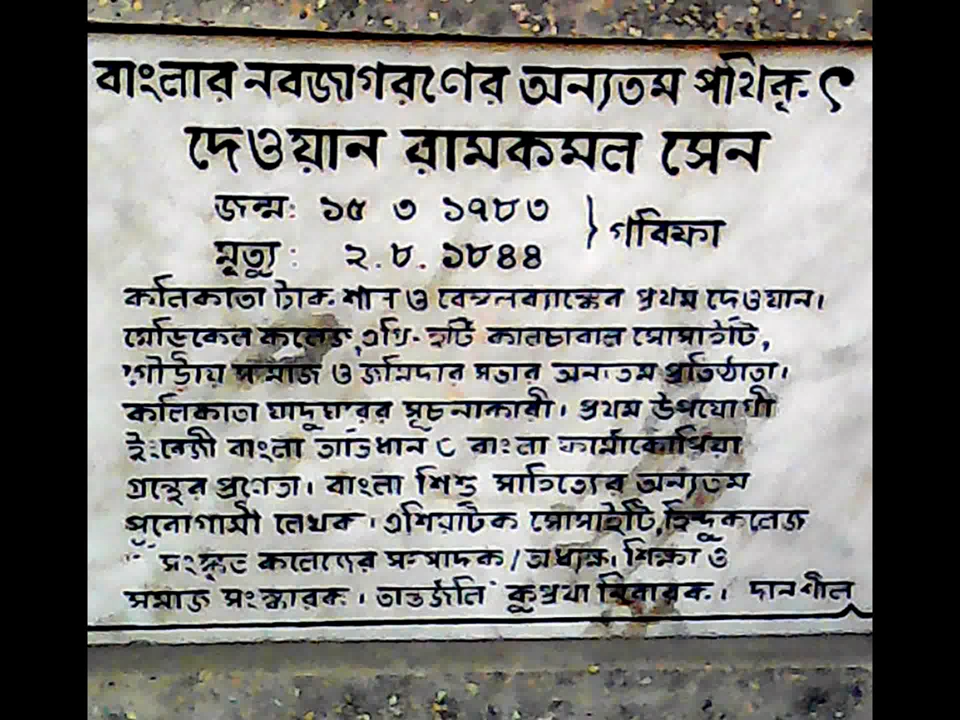 বাংলার নবজাগরণের অন্যতম পথিকৃৎ
দেওয়ান রামকমল সেন
জন্ম: ১৫ ৩ ১৭৮৩ } গরিফা
মৃত্যু: ২.৮.১৮৪৪
কলিকাতা টাকশাল ও বেঙ্গলব্যাঙ্কের প্রথম দেওয়ান।
মেডিকেল কলেজ, এগ্রি-হর্টি কালচারাল সোসাইটি,
গৌড়ীয় সমাজ ও জমিদার সভার অন্যতম প্রতিষ্ঠাতা।
কলিকাতা যাদুঘরের সূচনাকারী। প্রথম উপযোগী
ইংরেজী বাংলা অভিধান ও বাংলা ফার্মাকোপিয়া
গ্রন্থের প্রণেতা। বাংলা শিশু সাহিত্যের অন্যতম
পুরোগামী লেখক। এশিয়াটিক সোসাইটি, হিন্দু কলেজ
সংস্কৃত কলেজের সম্পাদক/অধ্যক্ষ। শিক্ষা ও
সমাজ সংস্কারক। অন্তর্জলি কুপ্রথা নিবারক। দানশীল